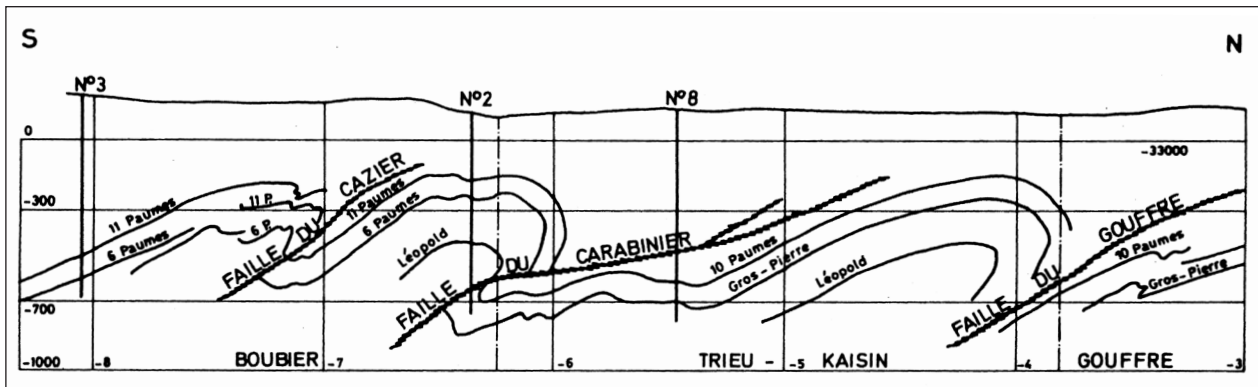 S
N
N°3
N°2
N°8
0
-300
-700
-1000
-33000
11 Paumes
6 Paumes
11 P.
6 P.
FAILLE DU CAZIER
11 Paumes
6 Paumes
Léopold
FAILLE DU CARABINIER
10 Paumes
Gros-Pierre
Léopold
FAILLE DU GOUFFRE
10 Paumes
Gros-Pierre
-8
BOUBIER
-7
-6
TRIEU - KAISIN
-5
-4
GOUFFRE
-3